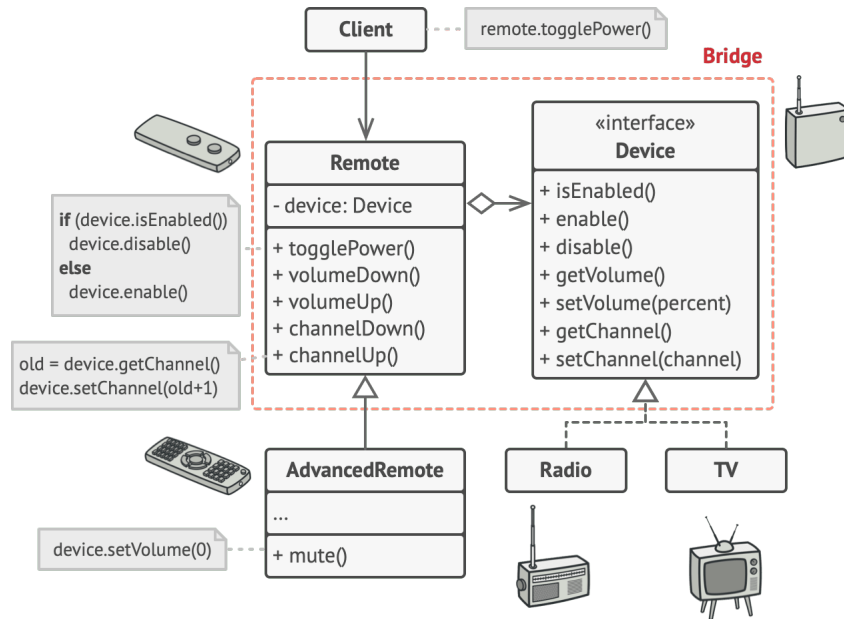 Client
remote.togglePower()
Bridge
Remote
- device: Device
+ togglePower()
+ volumeDown()
+ volumeUp()
+ channelDown()
+ channelUp()
«interface»
Device
+ isEnabled()
+ enable()
+ disable()
+ getVolume()
+ setVolume(percent)
+ getChannel()
+ setChannel(channel)
if (device.isEnabled())
device.disable()
else
device.enable()
old = device.getChannel()
device.setChannel(old+1)
AdvancedRemote
...
+ mute()
device.setVolume(0)
Radio
TV